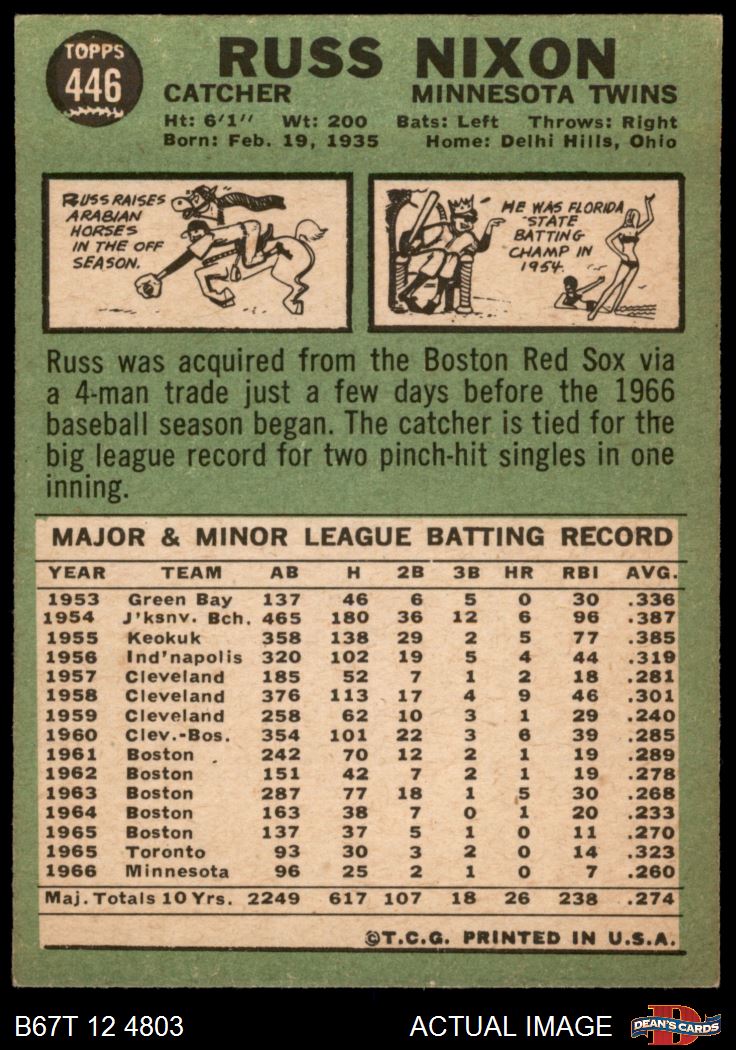 TOPPS
446
RUSS NIXON
CATCHER MINNESOTA TWINS
Ht: 6'1" Wt: 200 Bats: Left Throws: Right
Born: Feb. 19, 1935 Home: Delhi Hills, Ohio
RUSS RAISES
ARABIAN
HORSES
IN THE OFF
SEASON.
HE WAS FLORIDA
STATE
BATTING
CHAMP IN
1954.
Russ was acquired from the Boston Red Sox via
a 4-man trade just a few days before the 1966
baseball season began. The catcher is tied for the
big league record for two pinch-hit singles in one
inning.
MAJOR & MINOR LEAGUE BATTING RECORD
YEAR TEAM AB H 2B 3B HR RBI AVG.
1953 Green Bay 137 46 6 5 0 30 .336
1954 J'ksnv. Bch. 465 180 36 12 6 96 .387
1955 Keokuk 358 138 29 2 5 77 .385
1956 Ind'napolis 320 102 19 5 4 44 .319
1957 Cleveland 185 52 7 1 2 18 .281
1958 Cleveland 376 113 17 4 9 46 .301
1959 Cleveland 258 62 10 3 1 29 .240
1960 Clev.-Bos. 354 101 22 3 6 39 .285
1961 Boston 242 70 12 2 1 19 .289
1962 Boston 151 42 7 2 1 19 .278
1963 Boston 287 77 18 1 5 30 .268
1964 Boston 163 38 7 0 1 20 .233
1965 Boston 137 37 5 1 0 11 .270
1965 Toronto 93 30 3 2 0 14 .323
1966 Minnesota 96 25 2 1 0 7 .260
Maj. Totals 10 Yrs. 2249 617 107 18 26 238 .274
©T.C.G. PRINTED IN U.S.A.
B67T 12 4803 ACTUAL IMAGE
DEAN'S CARDS